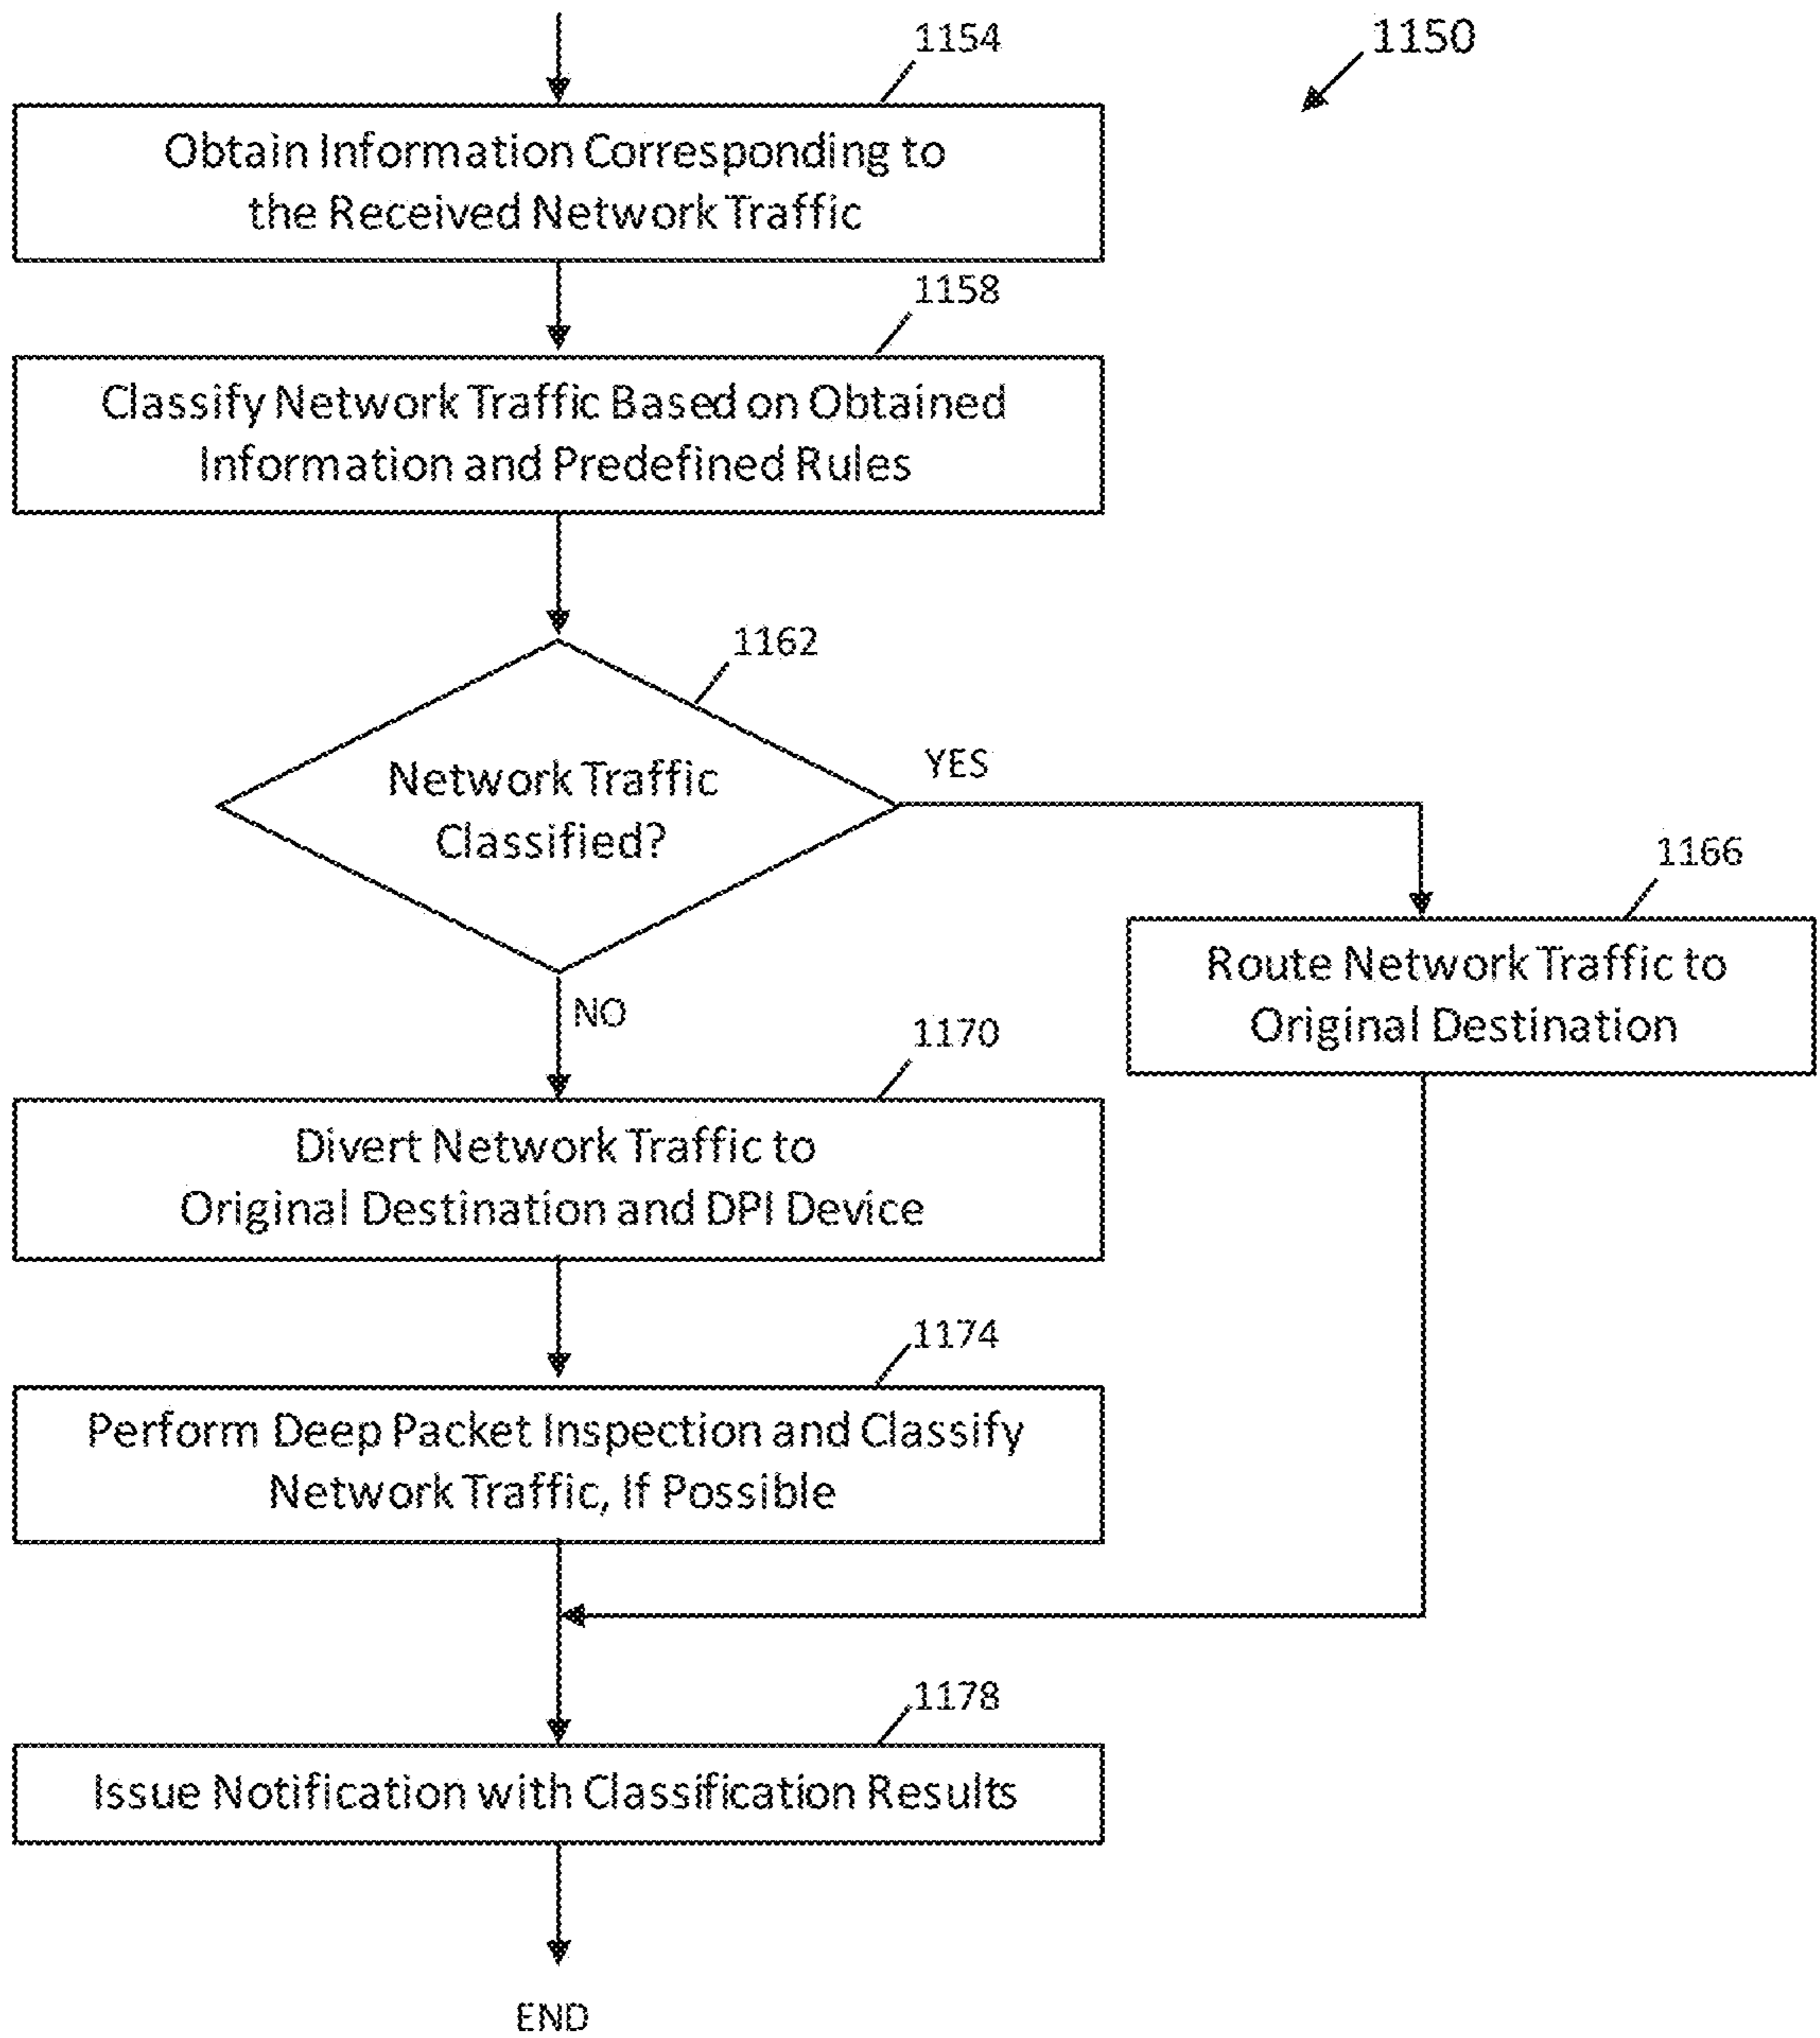 1154
1150
Obtain Information Corresponding to
the Received Network Traffic
1158
Classify Network Traffic Based on Obtained
Information and Predefined Rules
1162
Network Traffic
Classified?
YES
1166
Route Network Traffic to
Original Destination
NO
1170
Divert Network Traffic to
Original Destination and DPI Device
1174
Perform Deep Packet Inspection and Classify
Network Traffic, If Possible
1178
Issue Notification with Classification Results
END